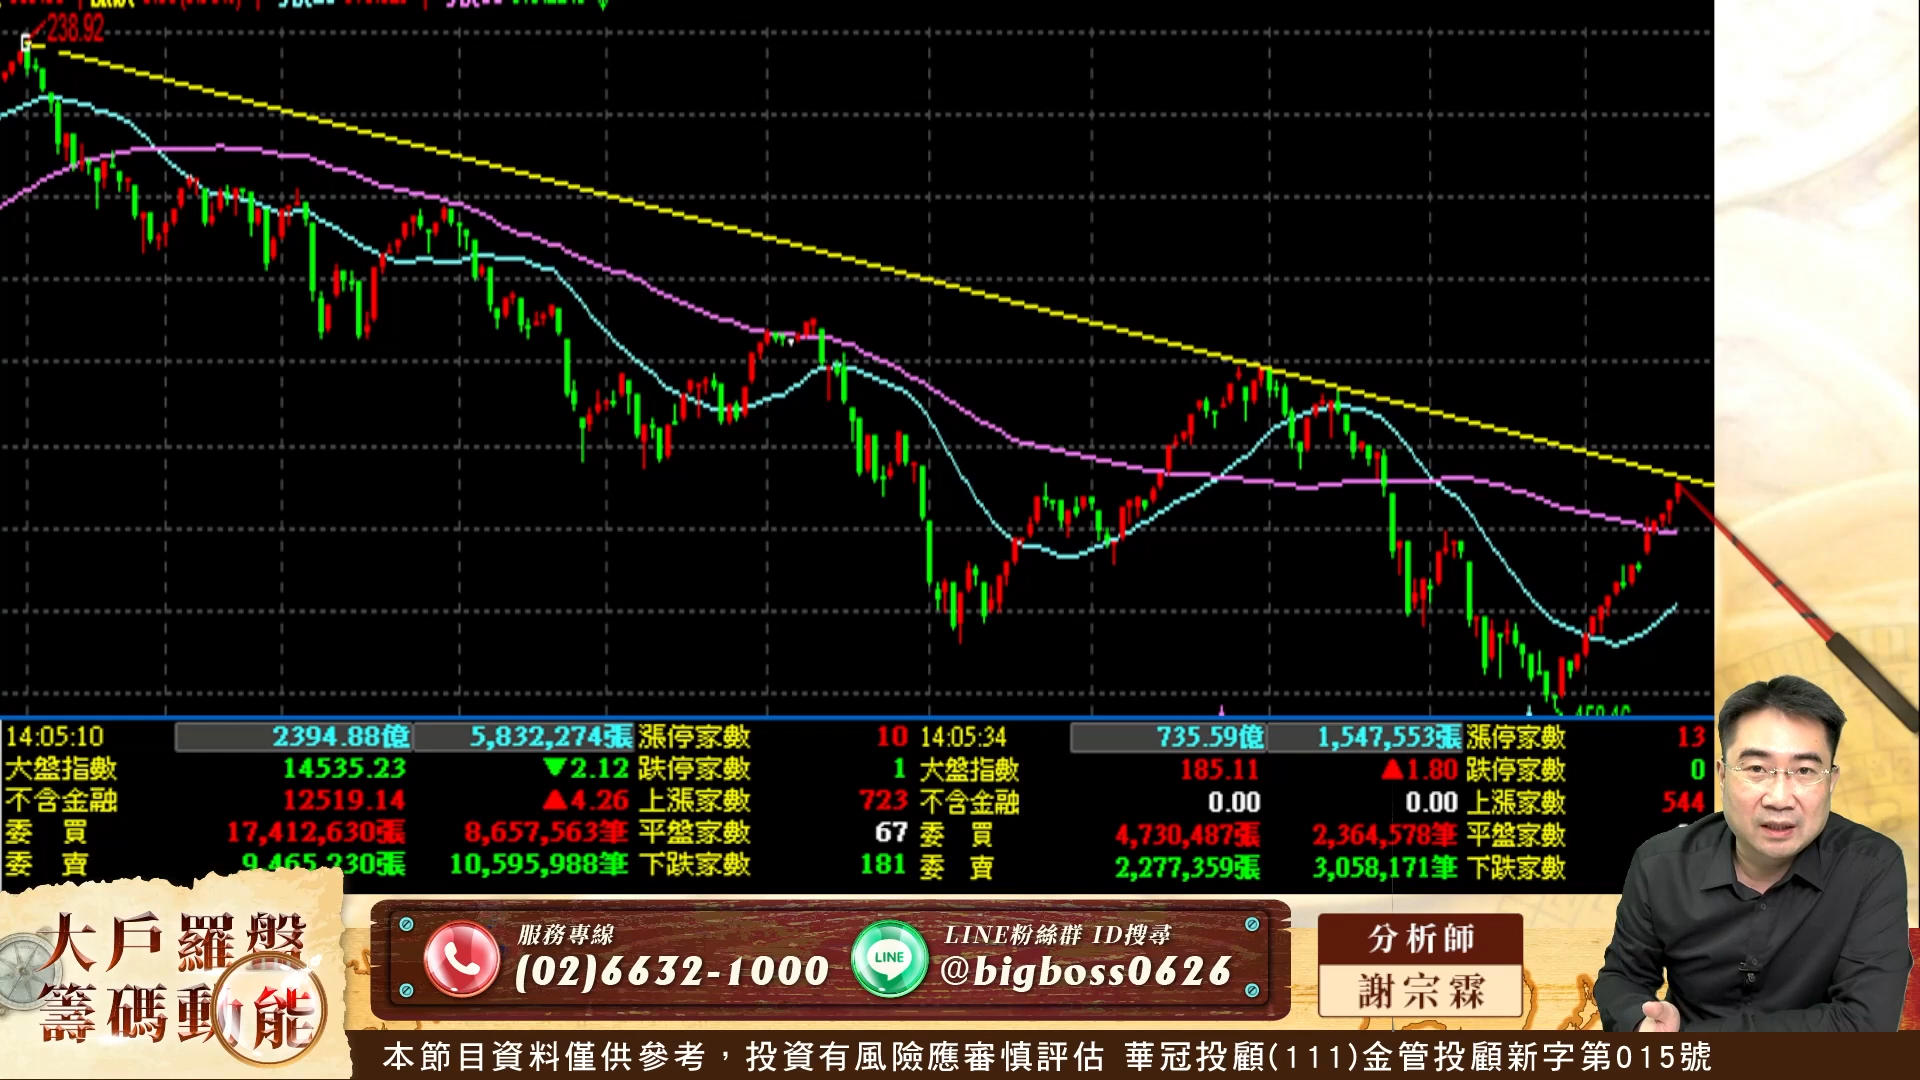 238.92
14:05:10 2394.88億 5,832,274張 漲停家數 10 14:05:34 735.59億 1,547,553張 漲停家數 13
大盤指數 14535.23 ▼2.12 跌停家數 1 大盤指數 185.11 ▲1.80 跌停家數 0
不含金融 12519.14 ▲4.26 上漲家數 723 不含金融 0.00 0.00 上漲家數 544
委買 17,412,630張 8,657,563筆 平盤家數 67 委買 4,730,487張 2,364,578筆 平盤家數
委賣 9,465,230張 10,595,988筆 下跌家數 181 委賣 2,277,359張 3,058,171筆 下跌家數
大戶羅盤
籌碼動能
服務專線
(02)6632-1000
LINE
LINE粉絲群 ID搜尋
@bigboss0626
分析師
謝宗霖
本節目資料僅供參考，投資有風險應審慎評估 華冠投顧(111)金管投顧新字第015號